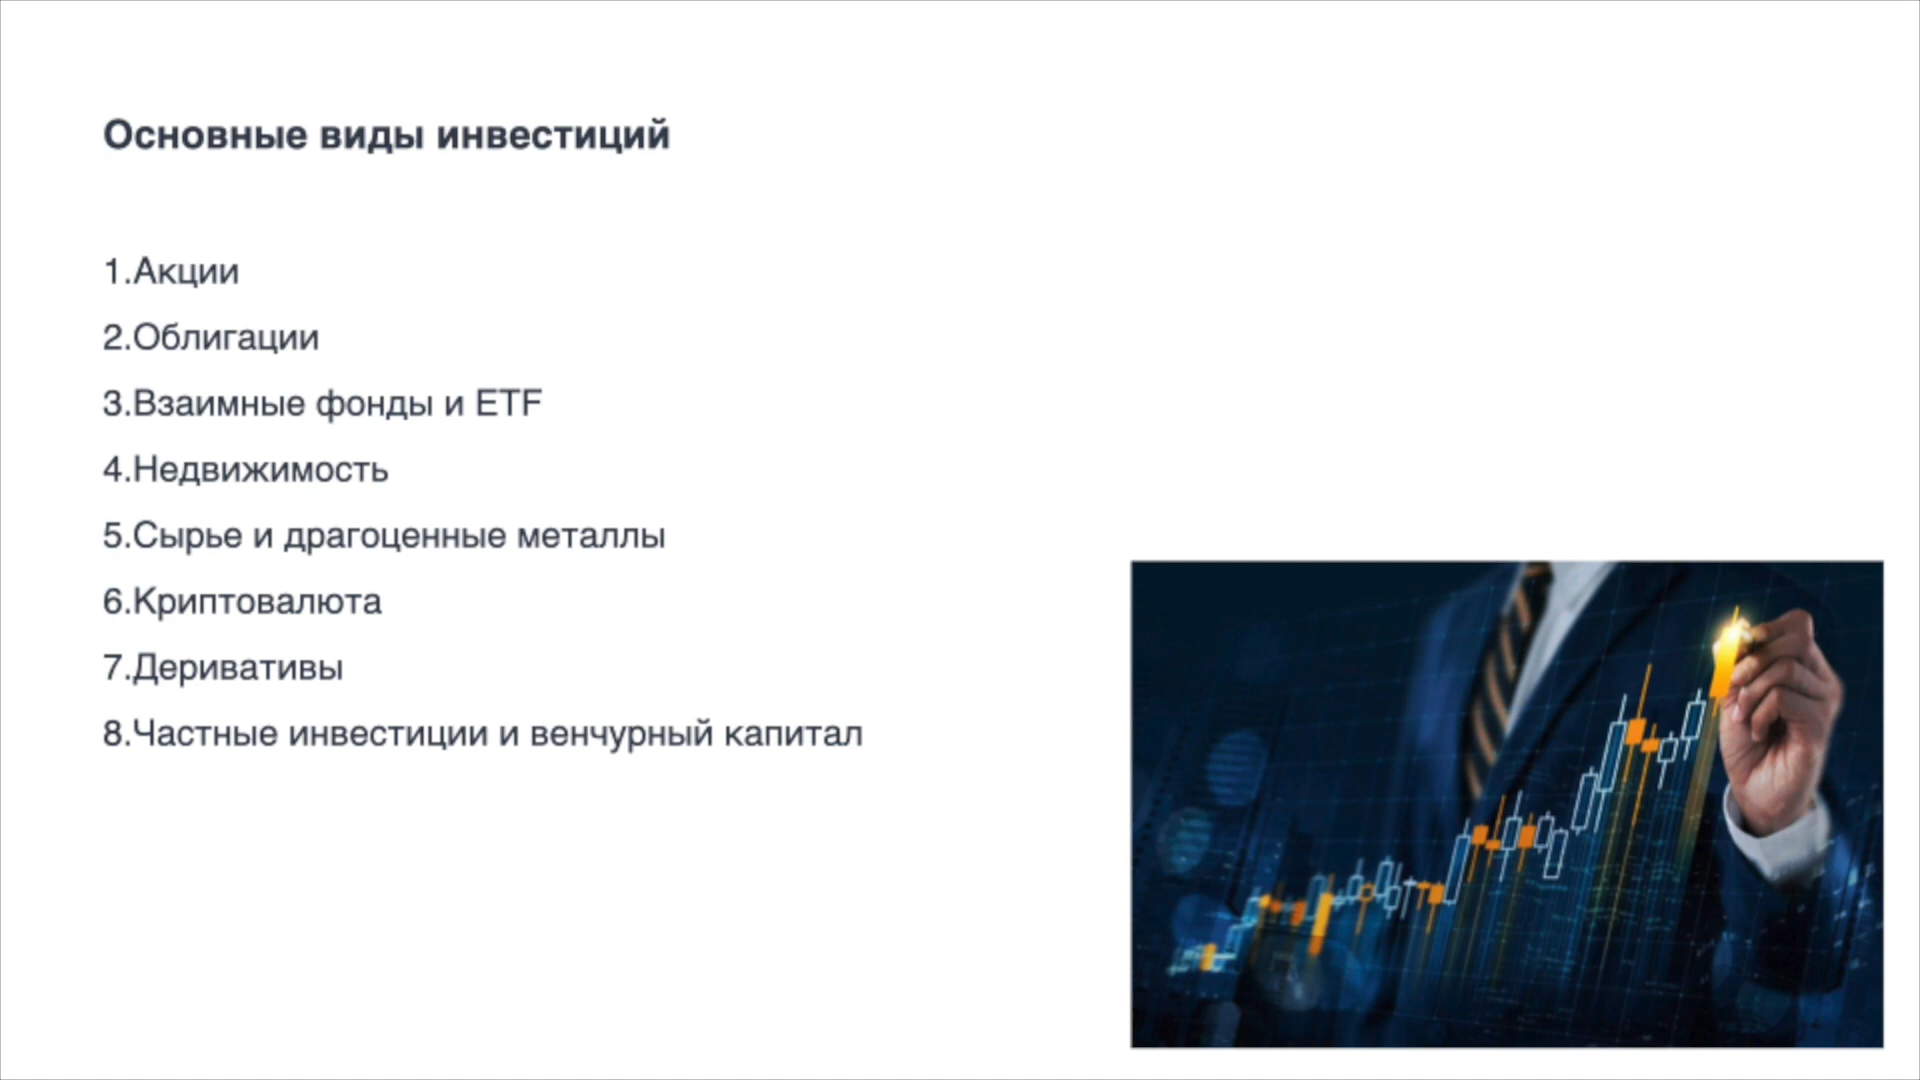 Основные виды инвестиций
1.Акции
2.Облигации
3.Взаимные фонды и ETF
4.Недвижимость
5.Сырье и драгоценные металлы
6.Криптовалюта
7.Деривативы
8.Частные инвестиции и венчурный капитал